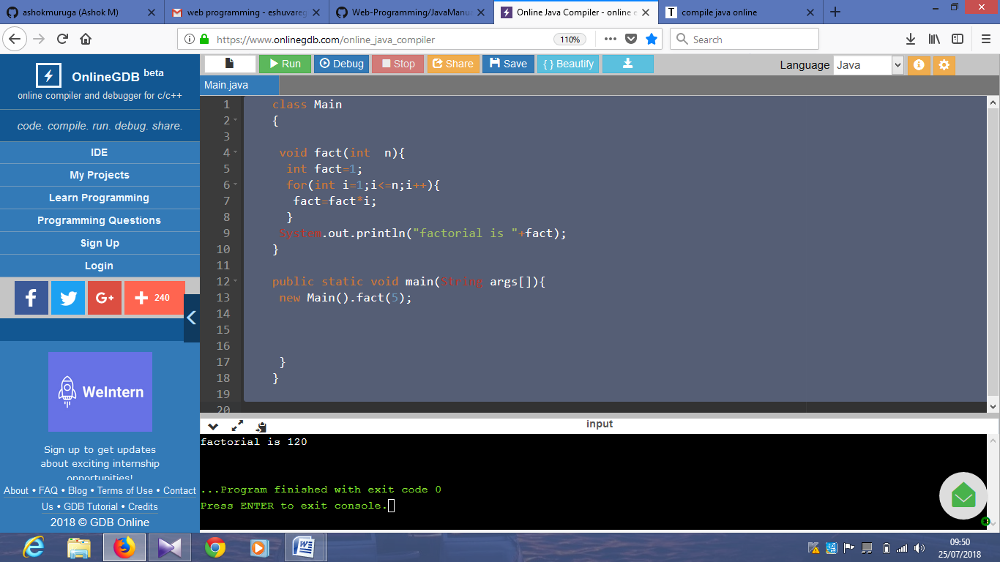 ashokmuruga (Ashok M)
web programming - eshuvareg
Web-Programming/JavaManua
Online Java Compiler - online e
T compile java online
https://www.onlinegdb.com/online_java_compiler
110%
Search
OnlineGDB beta
online compiler and debugger for c/c++
code. compile. run. debug. share.
IDE
My Projects
Learn Programming
Programming Questions
Sign Up
Login
f G+ + 240
WeIntern
Sign up to get updates
about exciting internship
opportunities!
About • FAQ • Blog • Terms of Use • Contact
Us • GDB Tutorial • Credits
2018 © GDB Online
Run Debug Stop Share Save { } Beautify
Language Java
Main.java
1 class Main
2 {
3
4 void fact(int  n){
5 int fact=1;
6 for(int i=1;i<=n;i++){
7 fact=fact*i;
8 }
9 System.out.println("factorial is "+fact);
10 }
11
12 public static void main(String args[]){
13 new Main().fact(5);
14
15
16
17 }
18 }
19
20
input
factorial is 120
...Program finished with exit code 0
Press ENTER to exit console.
09:50
25/07/2018